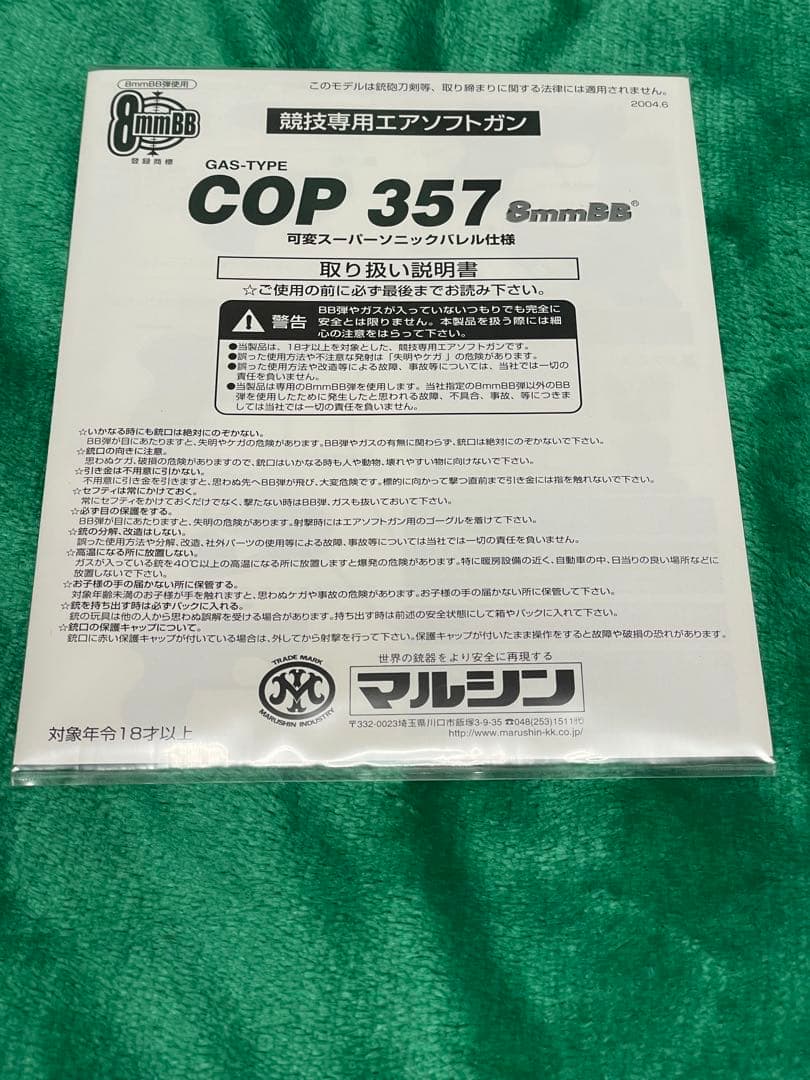 8mmBB弾使用
8mmBB
登録商標
このモデルは銃砲刀剣等、取り締まりに関する法律には適用されません。
2004.6
競技専用エアソフトガン
GAS-TYPE
COP 357 8mmBB®
可変スーパーソニックバレル仕様
取り扱い説明書
☆ご使用の前に必ず最後までお読み下さい。
警告
BB弾やガスが入っていないつもりでも完全に
安全とは限りません。本製品を扱う際には細
心の注意をはらって下さい。
●当製品は、18才以上を対象とした、競技専用エアソフトガンです。
●誤った使用方法や不注意な発射は「失明やケガ」の危険があります。
●誤った使用方法や改造等による故障、事故等については、当社では一切の
責任を負いません。
●当製品は専用の8mmBB弾を使用します。当社指定の8mmBB弾以外のBB
弾を使用したために発生したと思われる故障、不具合、事故、等につきま
しては当社では一切の責任を負いません。
☆いかなる時にも銃口は絶対にのぞかない。
BB弾が目にあたりますと、失明やケガの危険があります。BB弾やガスの有無に関わらず、銃口は絶対にのぞかないで下さい。
☆銃口の向きに注意。
思わぬケガ、破損の危険がありますので、銃口はいかなる時も人や動物、壊れやすい物に向けないで下さい。
☆引き金は不用意に引かない。
不用意に引き金を引きますと、思わぬ先へBB弾が飛び、大変危険です。標的に向かって撃つ直前まで引き金には指を触れないで下さい。
☆セフティは常にかけておく。
常にセフティをかけておくだけでなく、撃たない時はBB弾、ガスも抜いておいて下さい。
☆必ず目の保護をする。
BB弾が目にあたりますと、失明の危険があります。射撃時にはエアソフトガン用のゴーグルを着けて下さい。
☆銃の分解、改造はしない。
誤った使用方法や分解、改造、社外パーツの使用等による故障、事故等については当社では一切の責任を負いません。
☆高温になる所に放置しない。
ガスが入っている銃を40℃以上の高温になる所に放置しますと爆発の危険があります。特に暖房設備の近く、自動車の中、日当りの良い場所などに
放置しないで下さい。
☆お子様の手の届かない所に保管する。
対象年齢未満のお子様が手を触れますと、思わぬケガや事故の危険があります。お子様の手の届かない所に保管して下さい。
☆銃を持ち出す時は必ずバックに入れる。
銃の玩具は他の人から思わぬ誤解を受ける場合があります。持ち出す時は前述の安全状態にして箱やバックに入れて下さい。
☆銃口の保護キャップについて。
銃口に赤い保護キャップが付いている場合は、外してから射撃を行って下さい。保護キャップが付いたまま操作をすると故障や破損の恐れがあります。
TRADE MARK
MARUSHIN INDUSTRY
世界の銃器をより安全に再現する
マルシン
〒332-0023埼玉県川口市飯塚3-9-35 ☎048(253)1511㈹
http://www.marushin-kk.co.jp/
対象年令18才以上